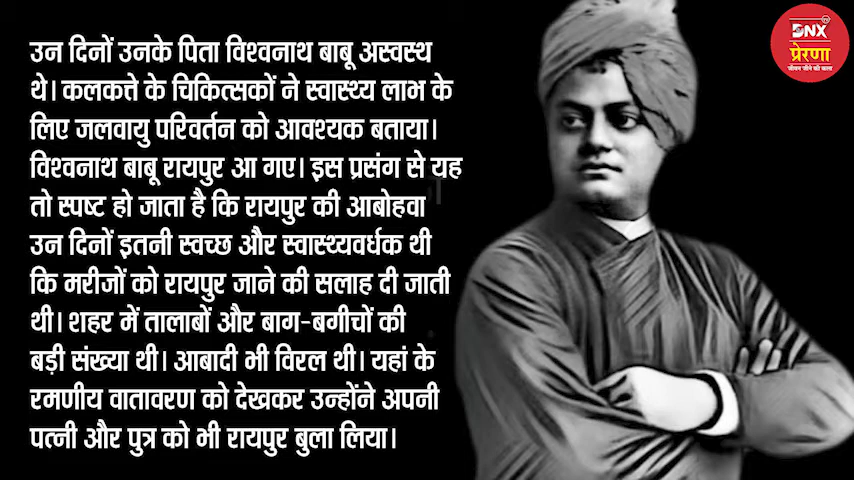 उन दिनों उनके पिता विश्वनाथ बाबू अस्वस्थ
थे। कलकत्ते के चिकित्सकों ने स्वास्थ्य लाभ के
लिए जलवायु परिवर्तन को आवश्यक बताया।
विश्वनाथ बाबू रायपुर आ गए। इस प्रसंग से यह
तो स्पष्ट हो जाता है कि रायपुर की आबोहवा
उन दिनों इतनी स्वच्छ और स्वास्थ्यवर्धक थी
कि मरीजों को रायपुर जाने की सलाह दी जाती
थी। शहर में तालाबों और बाग-बगीचों की
बड़ी संख्या थी। आबादी भी विरल थी। यहां के
रमणीय वातावरण को देखकर उन्होंने अपनी
पत्नी और पुत्र को भी रायपुर बुला लिया।
DNX
प्रेरणा
जीवन जीने की कला